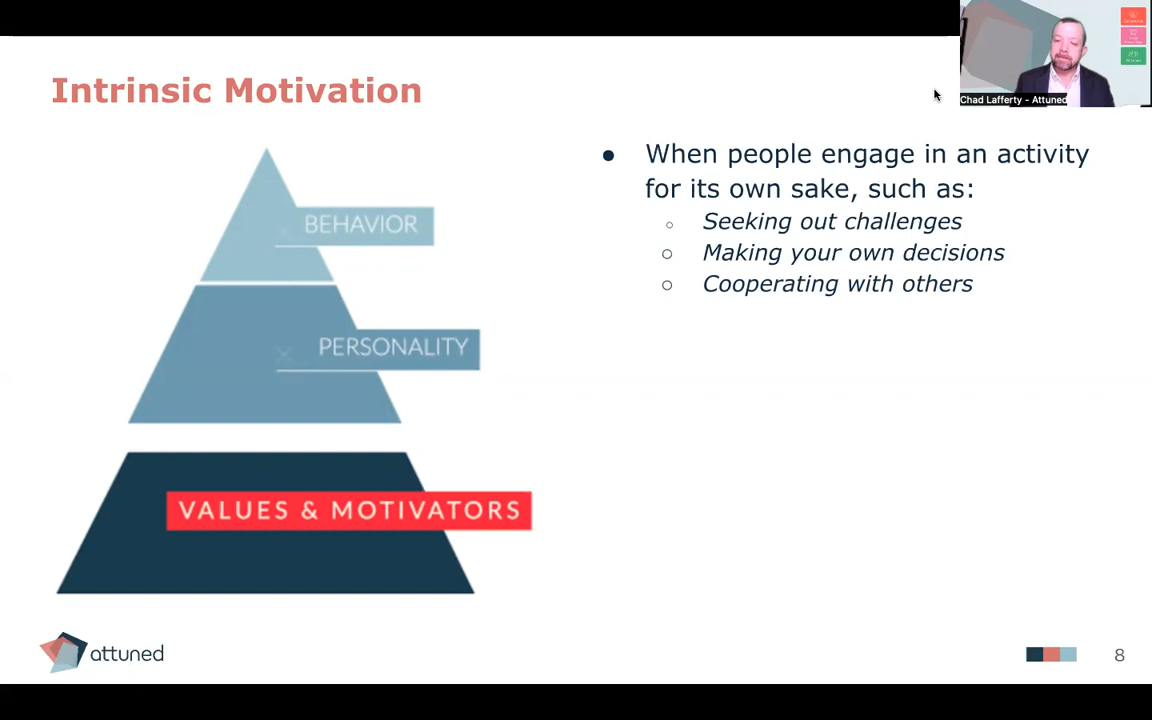 Intrinsic Motivation
Chad Lafferty - Attuned
BEHAVIOR
PERSONALITY
VALUES & MOTIVATORS
● When people engage in an activity
for its own sake, such as:
○ Seeking out challenges
○ Making your own decisions
○ Cooperating with others
attuned
8